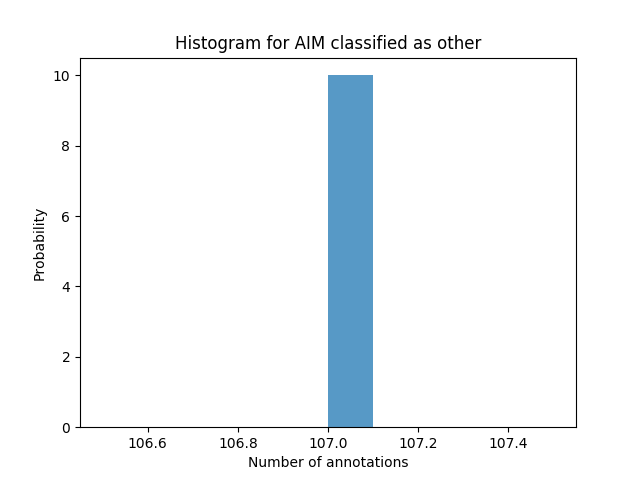 Histogram for AIM classified as other
10
8
6
4
2
0
Probability
106.6 106.8 107.0 107.2 107.4
Number of annotations